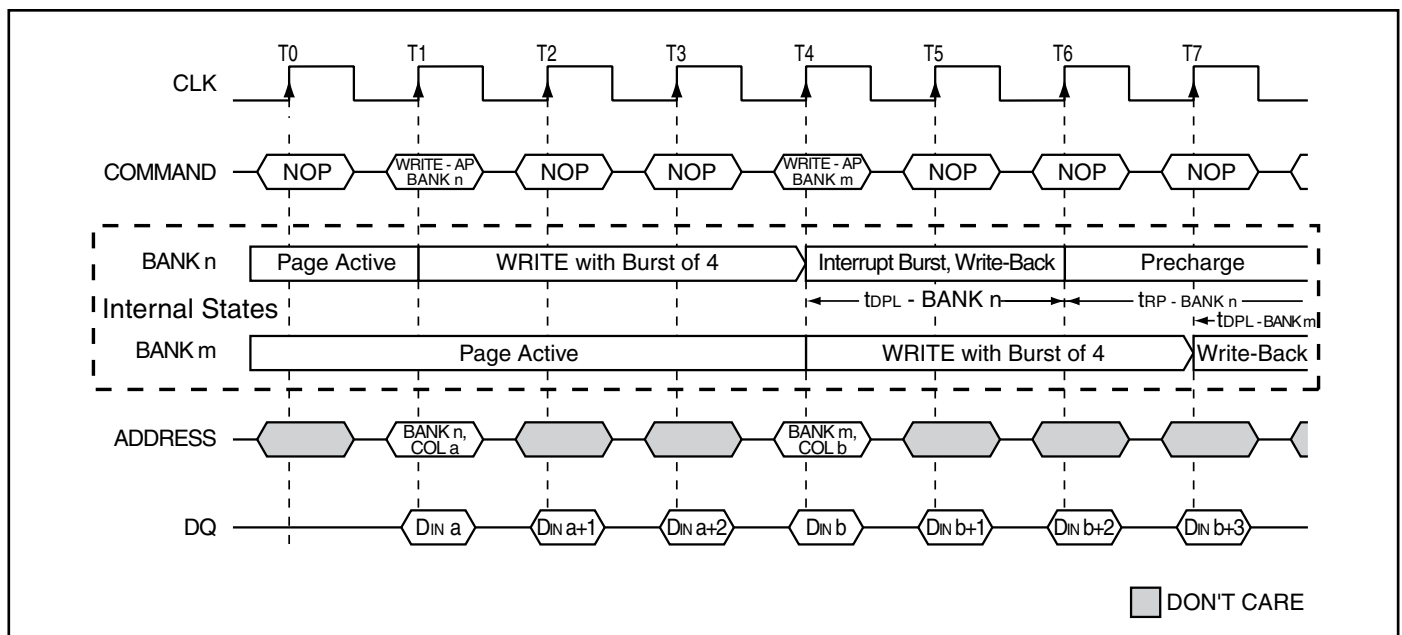 T0 T1 T2 T3 T4 T5 T6 T7
CLK
COMMAND NOP WRITE - AP BANK n NOP NOP WRITE - AP BANK m NOP NOP NOP
BANK n Page Active WRITE with Burst of 4 Interrupt Burst, Write-Back Precharge
Internal States tDPL - BANK n tRP - BANK n
tDPL - BANK m
BANK m Page Active WRITE with Burst of 4 Write-Back
ADDRESS BANK n, COL a BANK m, COL b
DQ DIN a DIN a+1 DIN a+2 DIN b DIN b+1 DIN b+2 DIN b+3
DON'T CARE